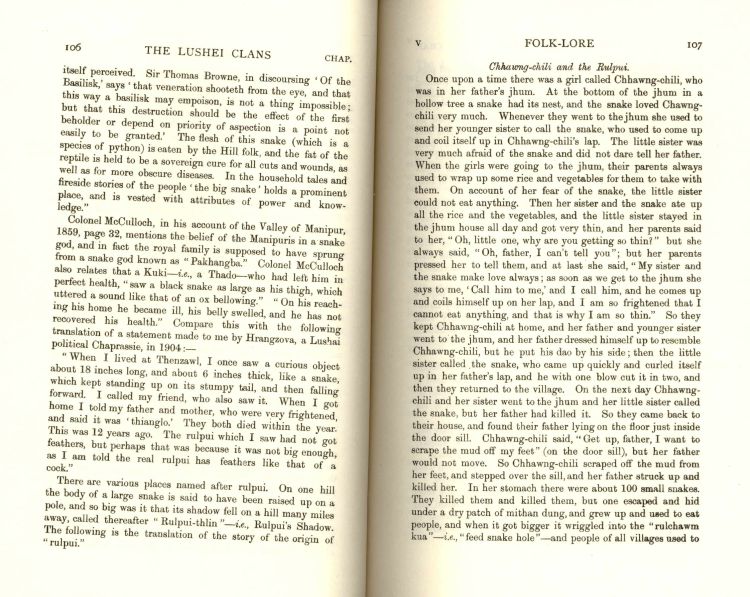 106
THE LUSHEI CLANS
CHAP.
itself perceived. Sir Thomas Browne, in discoursing ‘Of the
Basilisk,’ says ‘that veneration shooteth from the eye, and that
this way a basilisk may empoison, is not a thing impossible;
but that this destruction should be the effect of the first
beholder or depend on priority of aspection is a point not
easily to be granted.’ The flesh of this snake (which is a
species of python) is eaten by the Hill folk, and the fat of the
reptile is held to be a sovereign cure for all cuts and wounds, as
well as for more obscure diseases. In the household tales and
fireside stories of the people ‘the big snake’ holds a prominent
place, and is vested with attributes of power and know-
ledge.”
Colonel McCulloch, in his account of the Valley of Manipur,
1859, page 32, mentions the belief of the Manipuris in a snake
god, and in fact the royal family is supposed to have sprung
from a snake god known as “Pakhangba.” Colonel McCulloch
also relates that a Kuki—i.e., a Thado—who had left him in
perfect health, “saw a black snake as large as his thigh, which
uttered a sound like that of an ox bellowing.” “On his reach-
ing his home he became ill, his belly swelled, and he has not
recovered his health.” Compare this with the following
translation of a statement made to me by Hrangzova, a Lushai
political Chaprassie, in 1904:—
“When I lived at Thenzawl, I once saw a curious object
about 18 inches long, and about 6 inches thick, like a snake,
which kept standing up on its stumpy tail, and then falling
forward. I called my friend, who also saw it. When I got
home I told my father and mother, who were very frightened,
and said it was ‘thianglo.’ They both died within the year.
This was 12 years ago. The rulpui which I saw had not got
feathers, but perhaps that was because it was not big enough,
as I am told the real rulpui has feathers like that of a
cock.”
There are various places named after rulpui. On one hill
the body of a large snake is said to have been raised up on a
pole, and so big was it that its shadow fell on a hill many miles
away, called thereafter “Rulpui-thlin”—i.e., Rulpui’s Shadow.
The following is the translation of the story of the origin of
“rulpui.”
V
FOLK-LORE
107
Chhawng-chili and the Rulpui.
Once upon a time there was a girl called Chhawng-chili, who
was in her father’s jhum. At the bottom of the jhum in a
hollow tree a snake had its nest, and the snake loved Chawng-
chili very much. Whenever they went to the jhum she used to
send her younger sister to call the snake, who used to come up
and coil itself up in Chhawng-chili’s lap. The little sister was
very much afraid of the snake and did not dare tell her father.
When the girls were going to the jhum, their parents always
used to wrap up some rice and vegetables for them to take with
them. On account of her fear of the snake, the little sister
could not eat anything. Then her sister and the snake ate up
all the rice and the vegetables, and the little sister stayed in
the jhum house all day and got very thin, and her parents said
to her, “Oh, little one, why are you getting so thin?” but she
always said, “Oh, father, I can’t tell you”; but her parents
pressed her to tell them, and at last she said, “My sister and
the snake make love always; as soon as we get to the jhum she
says to me, ‘Call him to me,’ and I call him, and he comes up
and coils himself up on her lap, and I am so frightened that I
cannot eat anything, and that is why I am so thin.” So they
kept Chhawng-chili at home, and her father and younger sister
went to the jhum, and her father dressed himself up to resemble
Chhawng-chili, but he put his dao by his side; then the little
sister called the snake, who came up quickly and curled itself
up in her father’s lap, and he with one blow cut it in two, and
then they returned to the village. On the next day Chhawng-
chili and her sister went to the jhum and her little sister called
the snake, but her father had killed it. So they came back to
their house, and found their father lying on the floor just inside
the door sill. Chhawng-chili said, “Get up, father, I want to
scrape the mud off my feet” (on the door sill), but her father
would not move. So Chhawng-chili scraped off the mud from
her feet, and stepped over the sill, and her father struck up and
killed her. In her stomach there were about 100 small snakes.
They killed them and killed them, but one escaped and hid
under a dry patch of mithan dung, and grew up and used to eat
people, and when it got bigger it wriggled into the “rulchawm
kua”—i.e., “feed snake hole”—and people of all villages used to